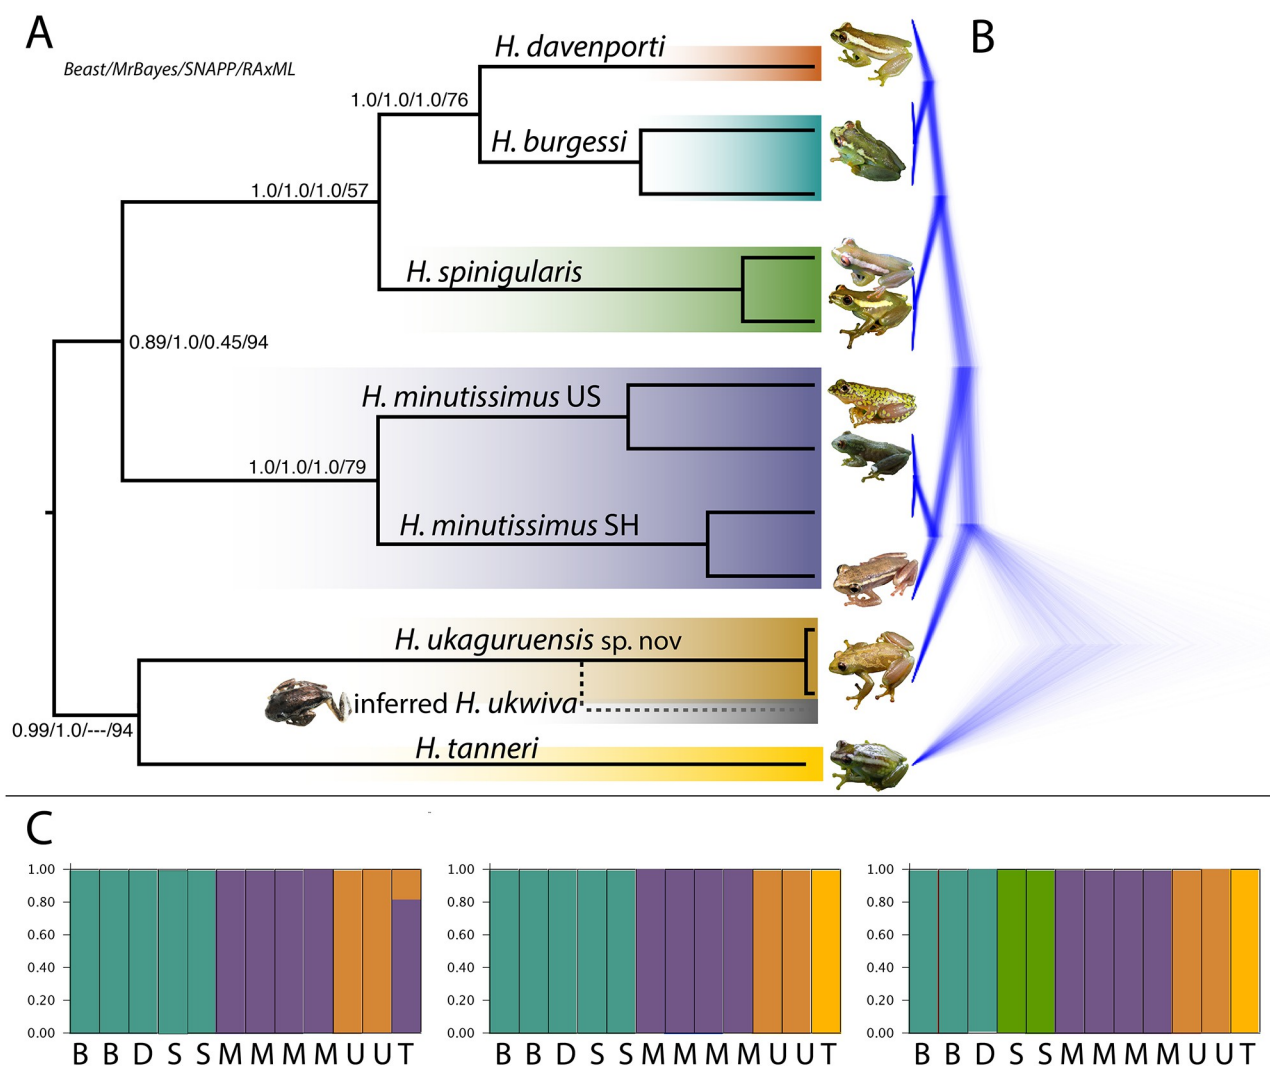 A
B
Beast/MrBayes/SNAPP/RAxML
H. davenporti
1.0/1.0/1.0/76
H. burgessi
1.0/1.0/1.0/57
H. spinigularis
0.89/1.0/0.45/94
H. minutissimus US
1.0/1.0/1.0/79
H. minutissimus SH
H. ukaguruensis sp. nov
inferred H. ukwiva
0.99/1.0/---/94
H. tanneri
C
1.00
0.80
0.60
0.40
0.20
0.00
B B D S S M M M M U U T
1.00
0.80
0.60
0.40
0.20
0.00
B B D S S M M M M U U T
1.00
0.80
0.60
0.40
0.20
0.00
B B D S S M M M M U U T